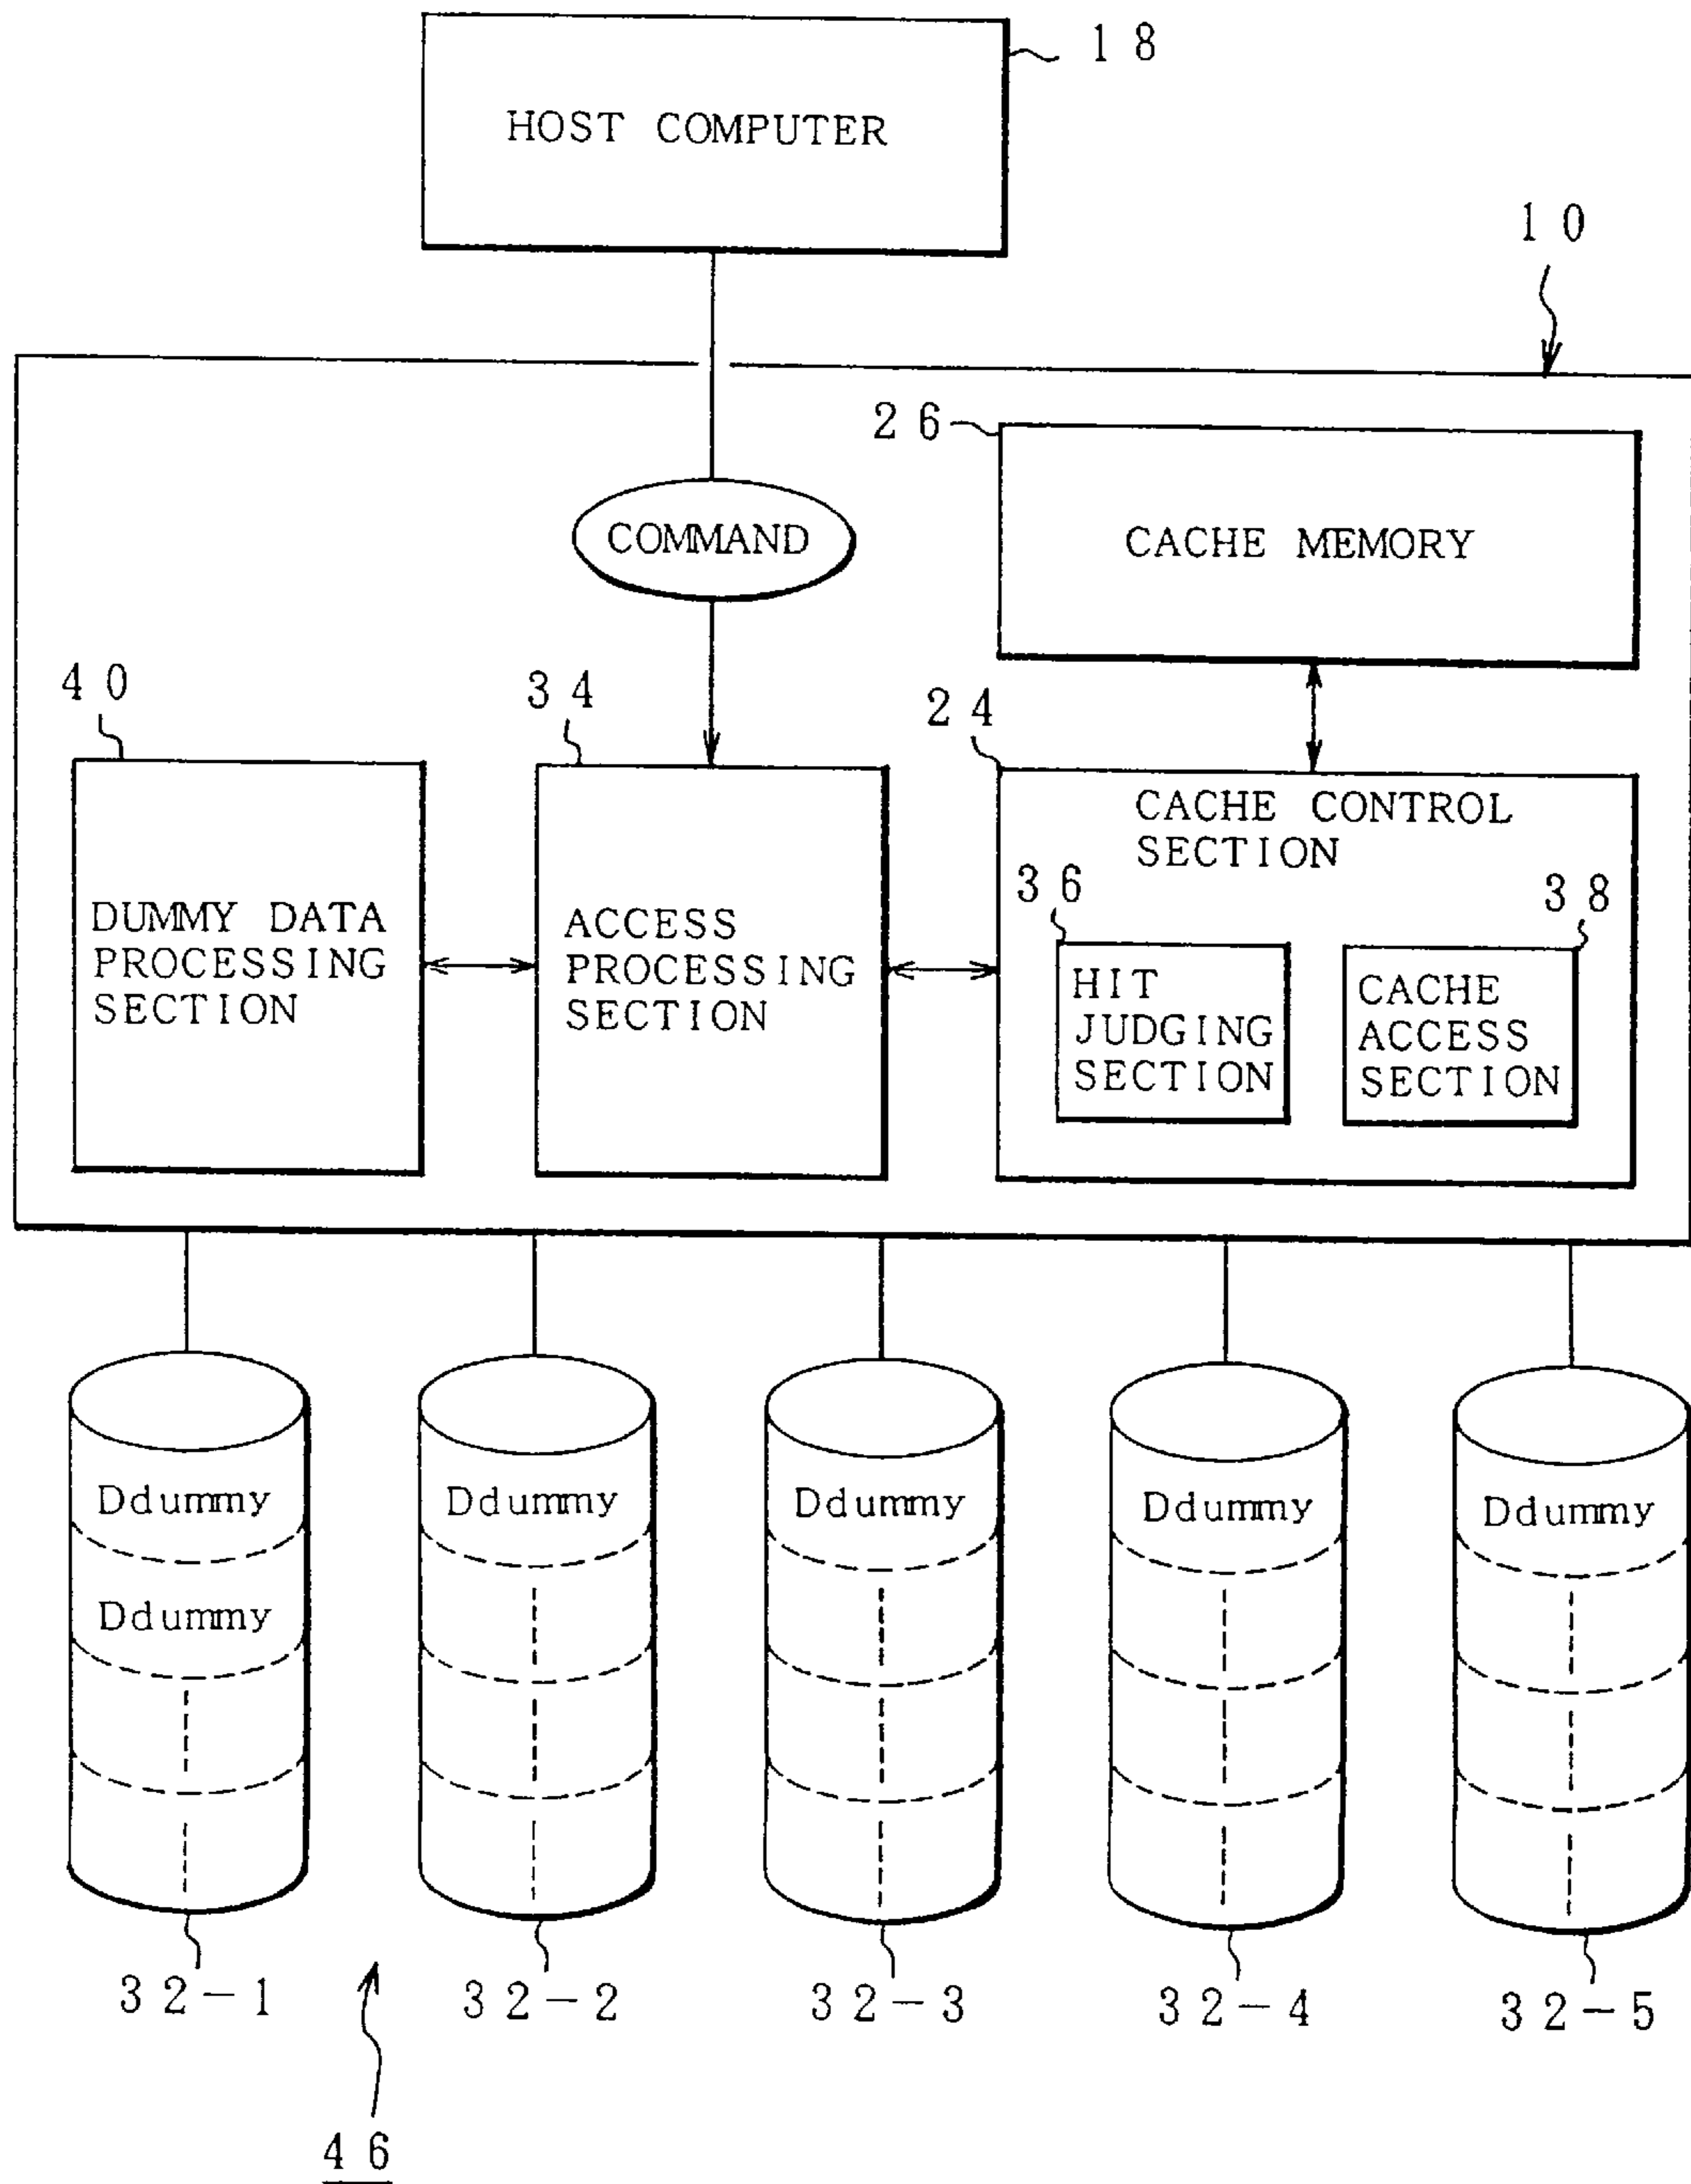 18
HOST COMPUTER
10
26
COMMAND
CACHE MEMORY
40
34
24
CACHE CONTROL
SECTION
36
38
DUMMY DATA
PROCESSING
SECTION
ACCESS
PROCESSING
SECTION
HIT
JUDGING
SECTION
CACHE
ACCESS
SECTION
Ddummy
Ddummy
Ddummy
Ddummy
Ddummy
Ddummy
32-1
32-2
32-3
32-4
32-5
46